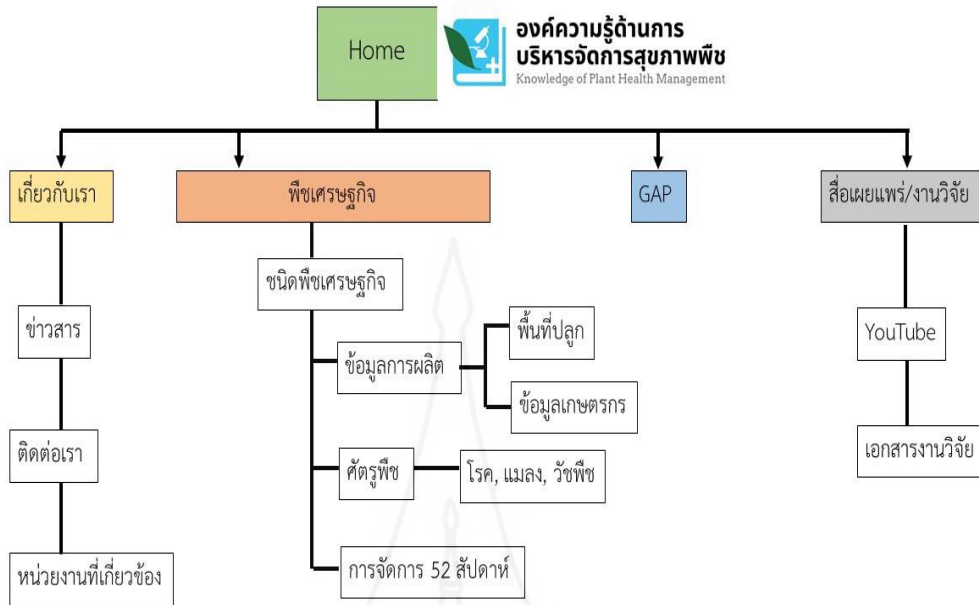 Home
องค์ความรู้ด้านการ
บริหารจัดการสุขภาพพืช
Knowledge of Plant Health Management
เกี่ยวกับเรา
พืชเศรษฐกิจ
GAP
สื่อเผยแพร่/งานวิจัย
ชนิดพืชเศรษฐกิจ
ข่าวสาร
พื้นที่ปลูก
YouTube
ข้อมูลการผลิต
ข้อมูลเกษตรกร
ติดต่อเรา
เอกสารงานวิจัย
ศัตรูพืช
โรค, แมลง, วัชพืช
หน่วยงานที่เกี่ยวข้อง
การจัดการ 52 สัปดาห์